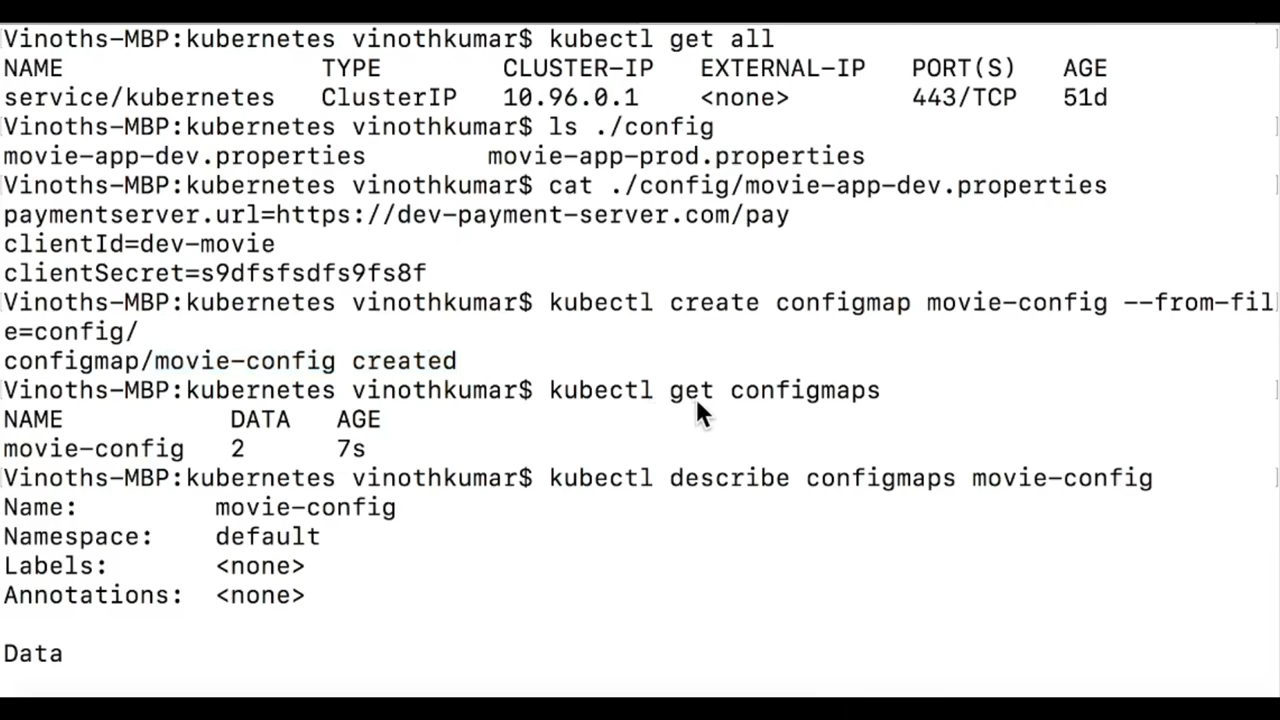 Vinoths-MBP:kubernetes vinothkumar$ kubectl get all
NAME TYPE CLUSTER-IP EXTERNAL-IP PORT(S) AGE
service/kubernetes ClusterIP 10.96.0.1 <none> 443/TCP 51d
Vinoths-MBP:kubernetes vinothkumar$ ls ./config
movie-app-dev.properties movie-app-prod.properties
Vinoths-MBP:kubernetes vinothkumar$ cat ./config/movie-app-dev.properties
paymentserver.url=https://dev-payment-server.com/pay
clientId=dev-movie
clientSecret=s9dfsfsdfs9fs8f
Vinoths-MBP:kubernetes vinothkumar$ kubectl create configmap movie-config --from-fil
e=config/
configmap/movie-config created
Vinoths-MBP:kubernetes vinothkumar$ kubectl get configmaps
NAME DATA AGE
movie-config 2 7s
Vinoths-MBP:kubernetes vinothkumar$ kubectl describe configmaps movie-config
Name: movie-config
Namespace: default
Labels: <none>
Annotations: <none>
Data